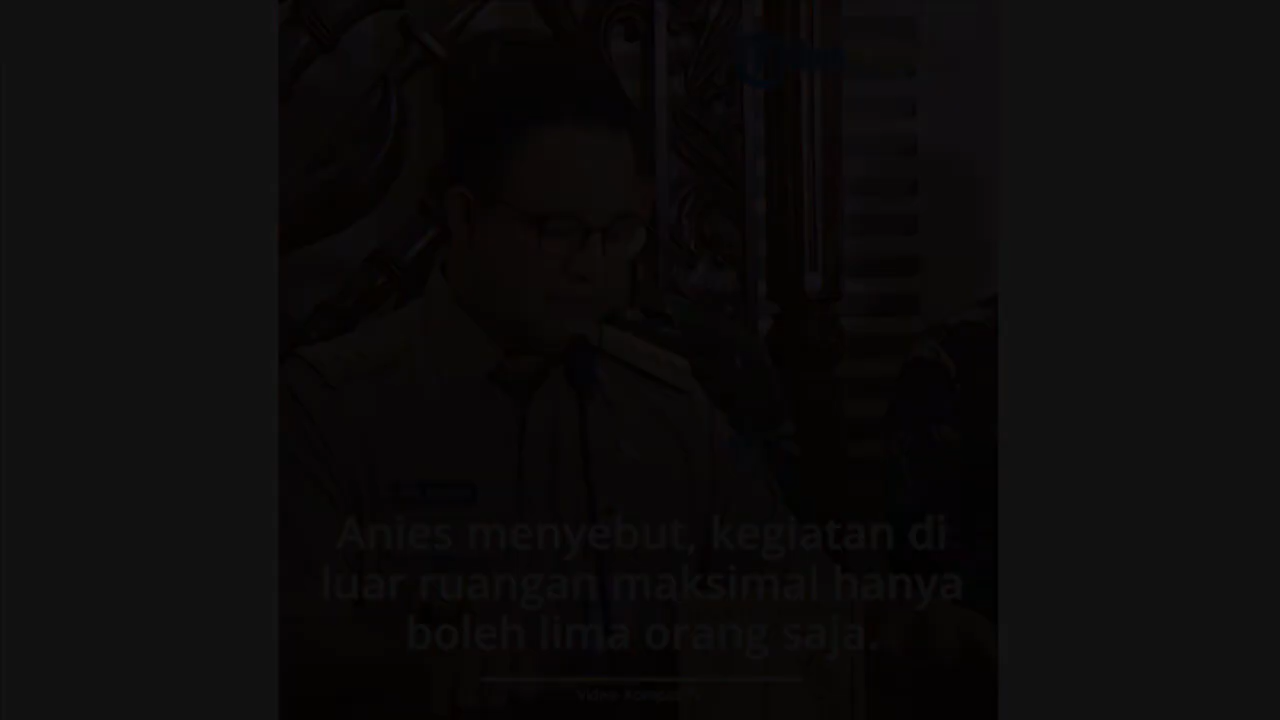 Anies menyebut, kegiatan di
luar ruangan maksimal hanya
boleh lima orang saja.